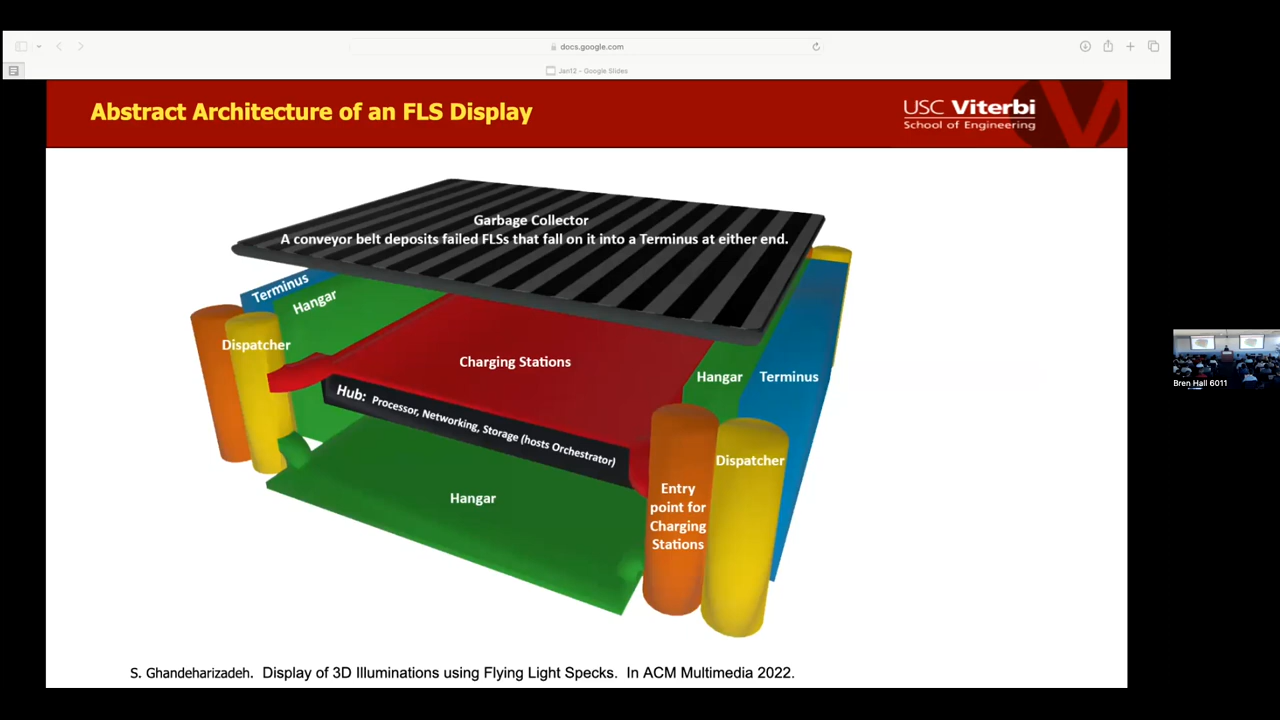 docs.google.com
Jan12 - Google Slides
Abstract Architecture of an FLS Display
USC Viterbi
School of Engineering
Garbage Collector
A conveyor belt deposits failed FLSs that fall on it into a Terminus at either end.
Terminus
Hangar
Dispatcher
Charging Stations
Hangar
Terminus
Hub: Processor, Networking, Storage (hosts Orchestrator)
Bren Hall 6011
Dispatcher
Hangar
Entry
point for
Charging
Stations
S. Ghandeharizadeh. Display of 3D Illuminations using Flying Light Specks. In ACM Multimedia 2022.